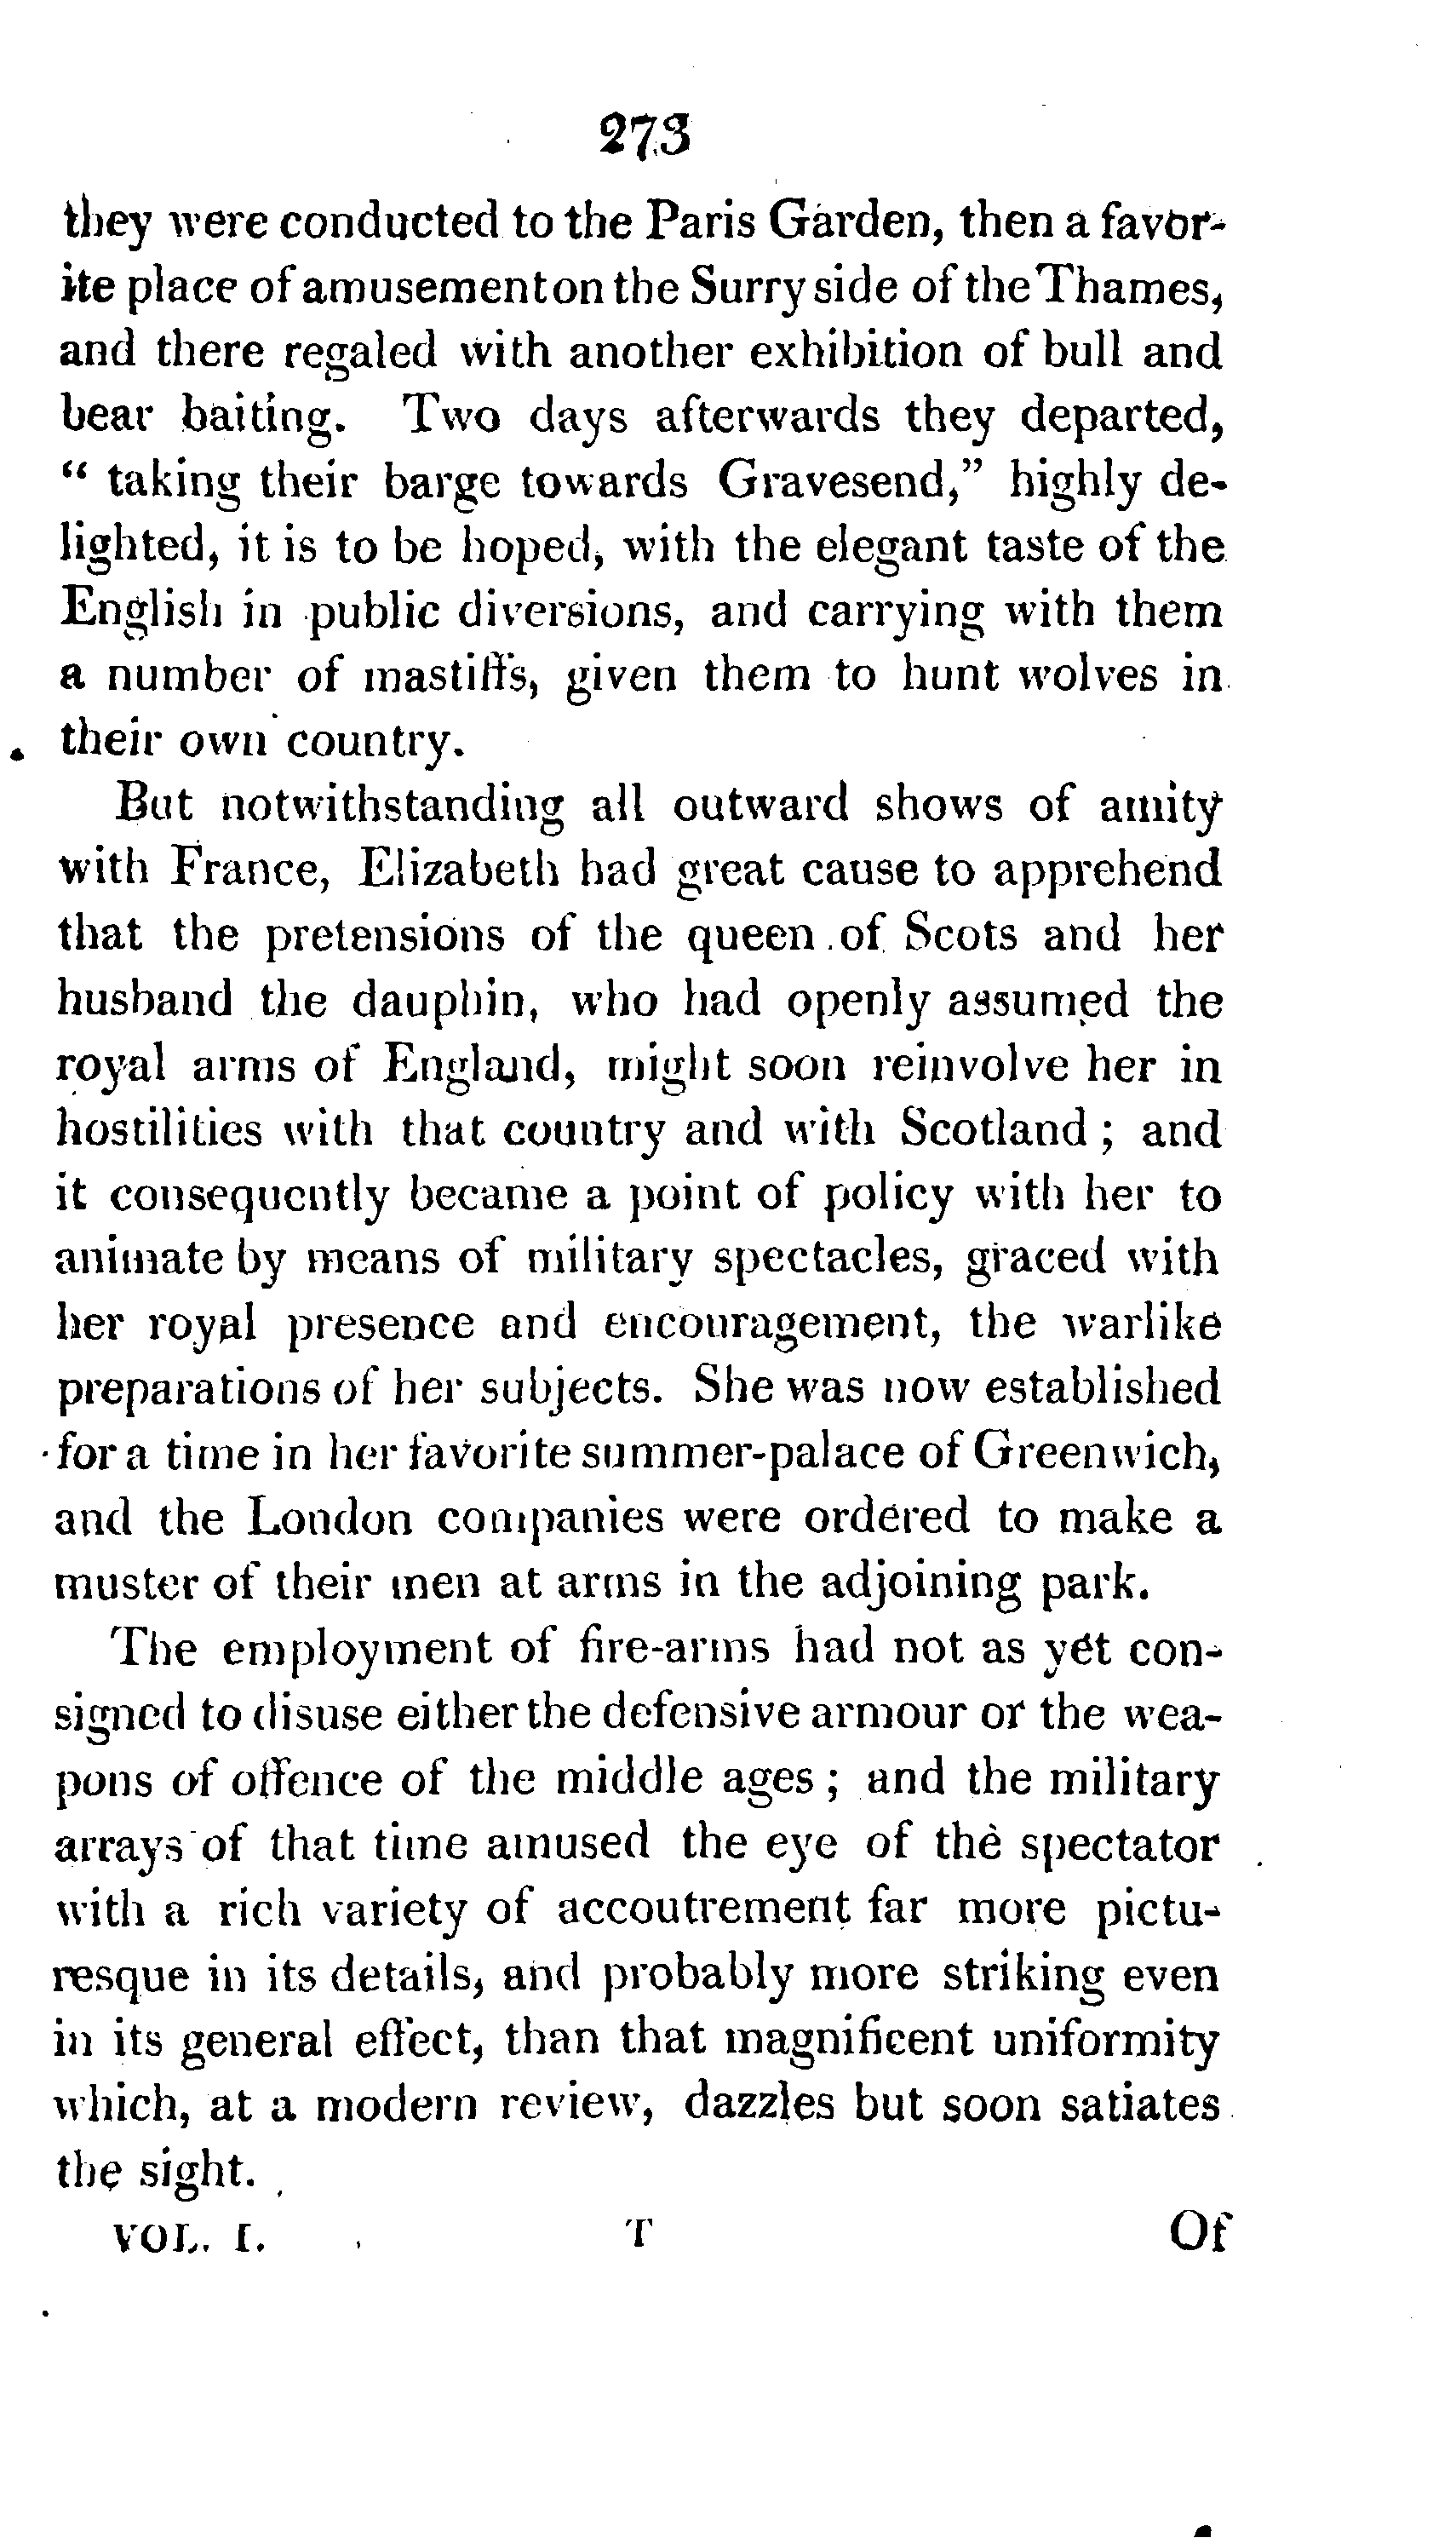 273
they were conducted to the Paris Garden, then a favor-
ite place of amusement on the Surry side of the Thames,
and there regaled with another exhibition of bull and
bear baiting. Two days afterwards they departed,
“ taking their barge towards Gravesend,” highly de-
lighted, it is to be hoped, with the elegant taste of the
English in public diversions, and carrying with them
a number of mastiffs, given them to hunt wolves in
their own country.
But notwithstanding all outward shows of amity
with France, Elizabeth had great cause to apprehend
that the pretensions of the queen of Scots and her
husband the dauphin, who had openly assumed the
royal arms of England, might soon reinvolve her in
hostilities with that country and with Scotland ; and
it consequently became a point of policy with her to
animate by means of military spectacles, graced with
her royal presence and encouragement, the warlike
preparations of her subjects. She was now established
for a time in her favorite summer-palace of Greenwich,
and the London companies were ordered to make a
muster of their men at arms in the adjoining park.
The employment of fire-arms had not as yet con-
signed to disuse either the defensive armour or the wea-
pons of offence of the middle ages ; and the military
arrays of that time amused the eye of the spectator
with a rich variety of accoutrement far more pictu-
resque in its details, and probably more striking even
in its general effect, than that magnificent uniformity
which, at a modern review, dazzles but soon satiates
the sight.
VOL. I. T Of